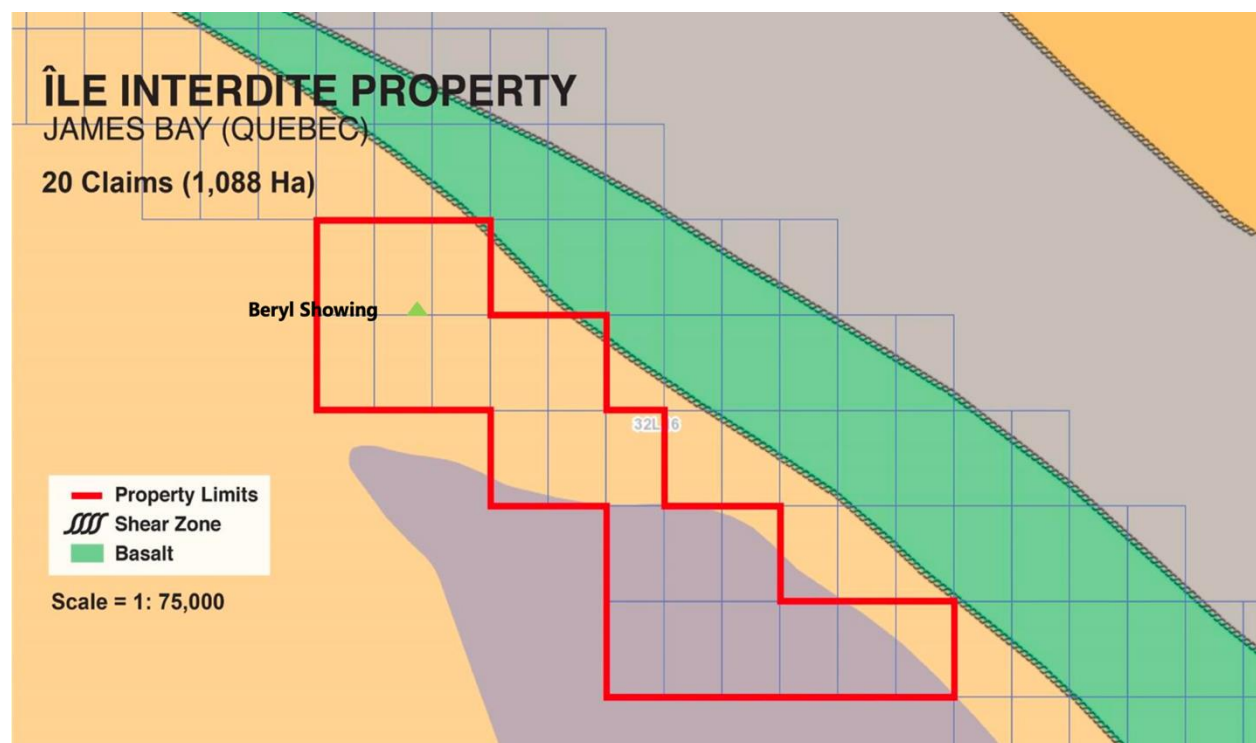 ÎLE INTERDITE PROPERTY
JAMES BAY (QUEBEC)
20 Claims (1,088 Ha)
Beryl Showing
Property Limits
Shear Zone
Basalt
Scale = 1: 75,000